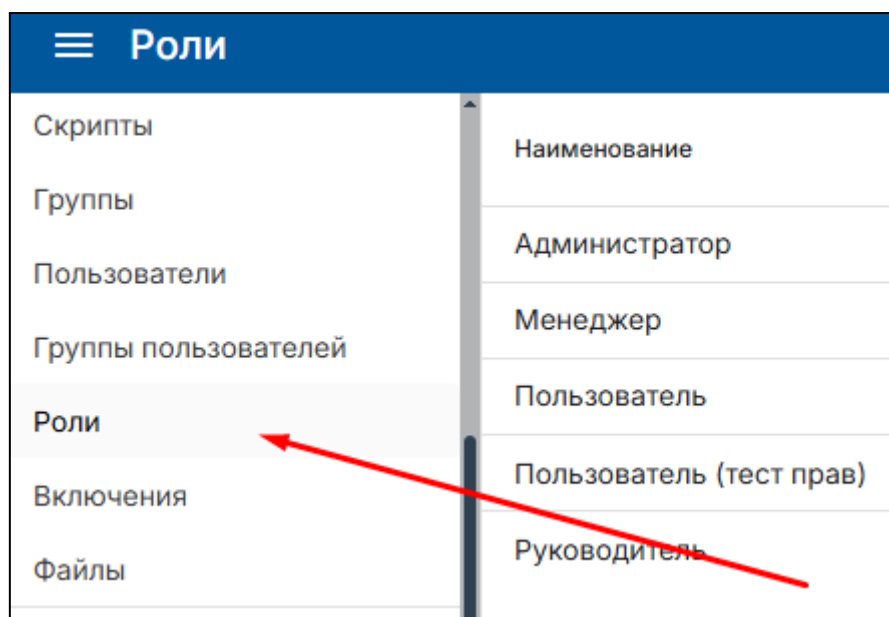 Роли
Скрипты
Группы
Пользователи
Группы пользователей
Роли
Включения
Файлы
Наименование
Администратор
Менеджер
Пользователь
Пользователь (тест прав)
Руководитель